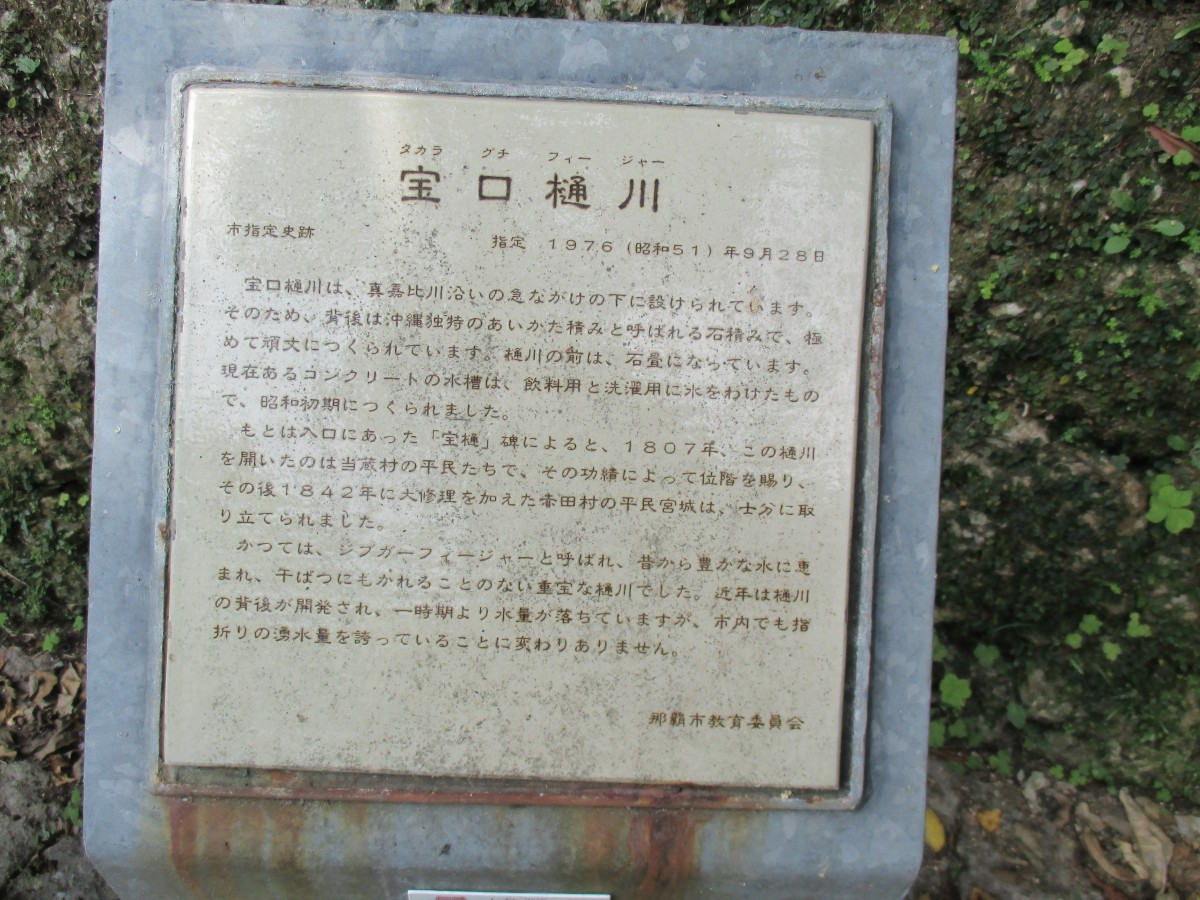 タカラ グチ フィー ジャー
宝口樋川
市指定史跡 指定 1976(昭和51)年9月28日
宝口樋川は、真嘉比川沿いの急ながけの下に設けられています。
そのため、背後は沖縄独特のあいかた積みと呼ばれる石積みで、極
めて頑丈につくられています。樋川の前は、石畳になっています。
現在あるコンクリートの水槽は、飲料用と洗濯用に水をわけたもの
で、昭和初期につくられました。
もとは入口にあった「宝樋」碑によると、1807年、この樋川
を開いたのは当蔵村の平民たちで、その功績によって位階を賜り、
その後1842年に大修理を加えた赤田村の平民宮城は、士分に取
り立てられました。
かつては、ジブガーフィージャーと呼ばれ、昔から豊かな水に恵
まれ、干ばつにもかれることのない重宝な樋川でした。近年は樋川
の背後が開発され、一時期より水量が落ちていますが、市内でも指
折りの湧水量を誇っていることに変わりありません。
那覇市教育委員会